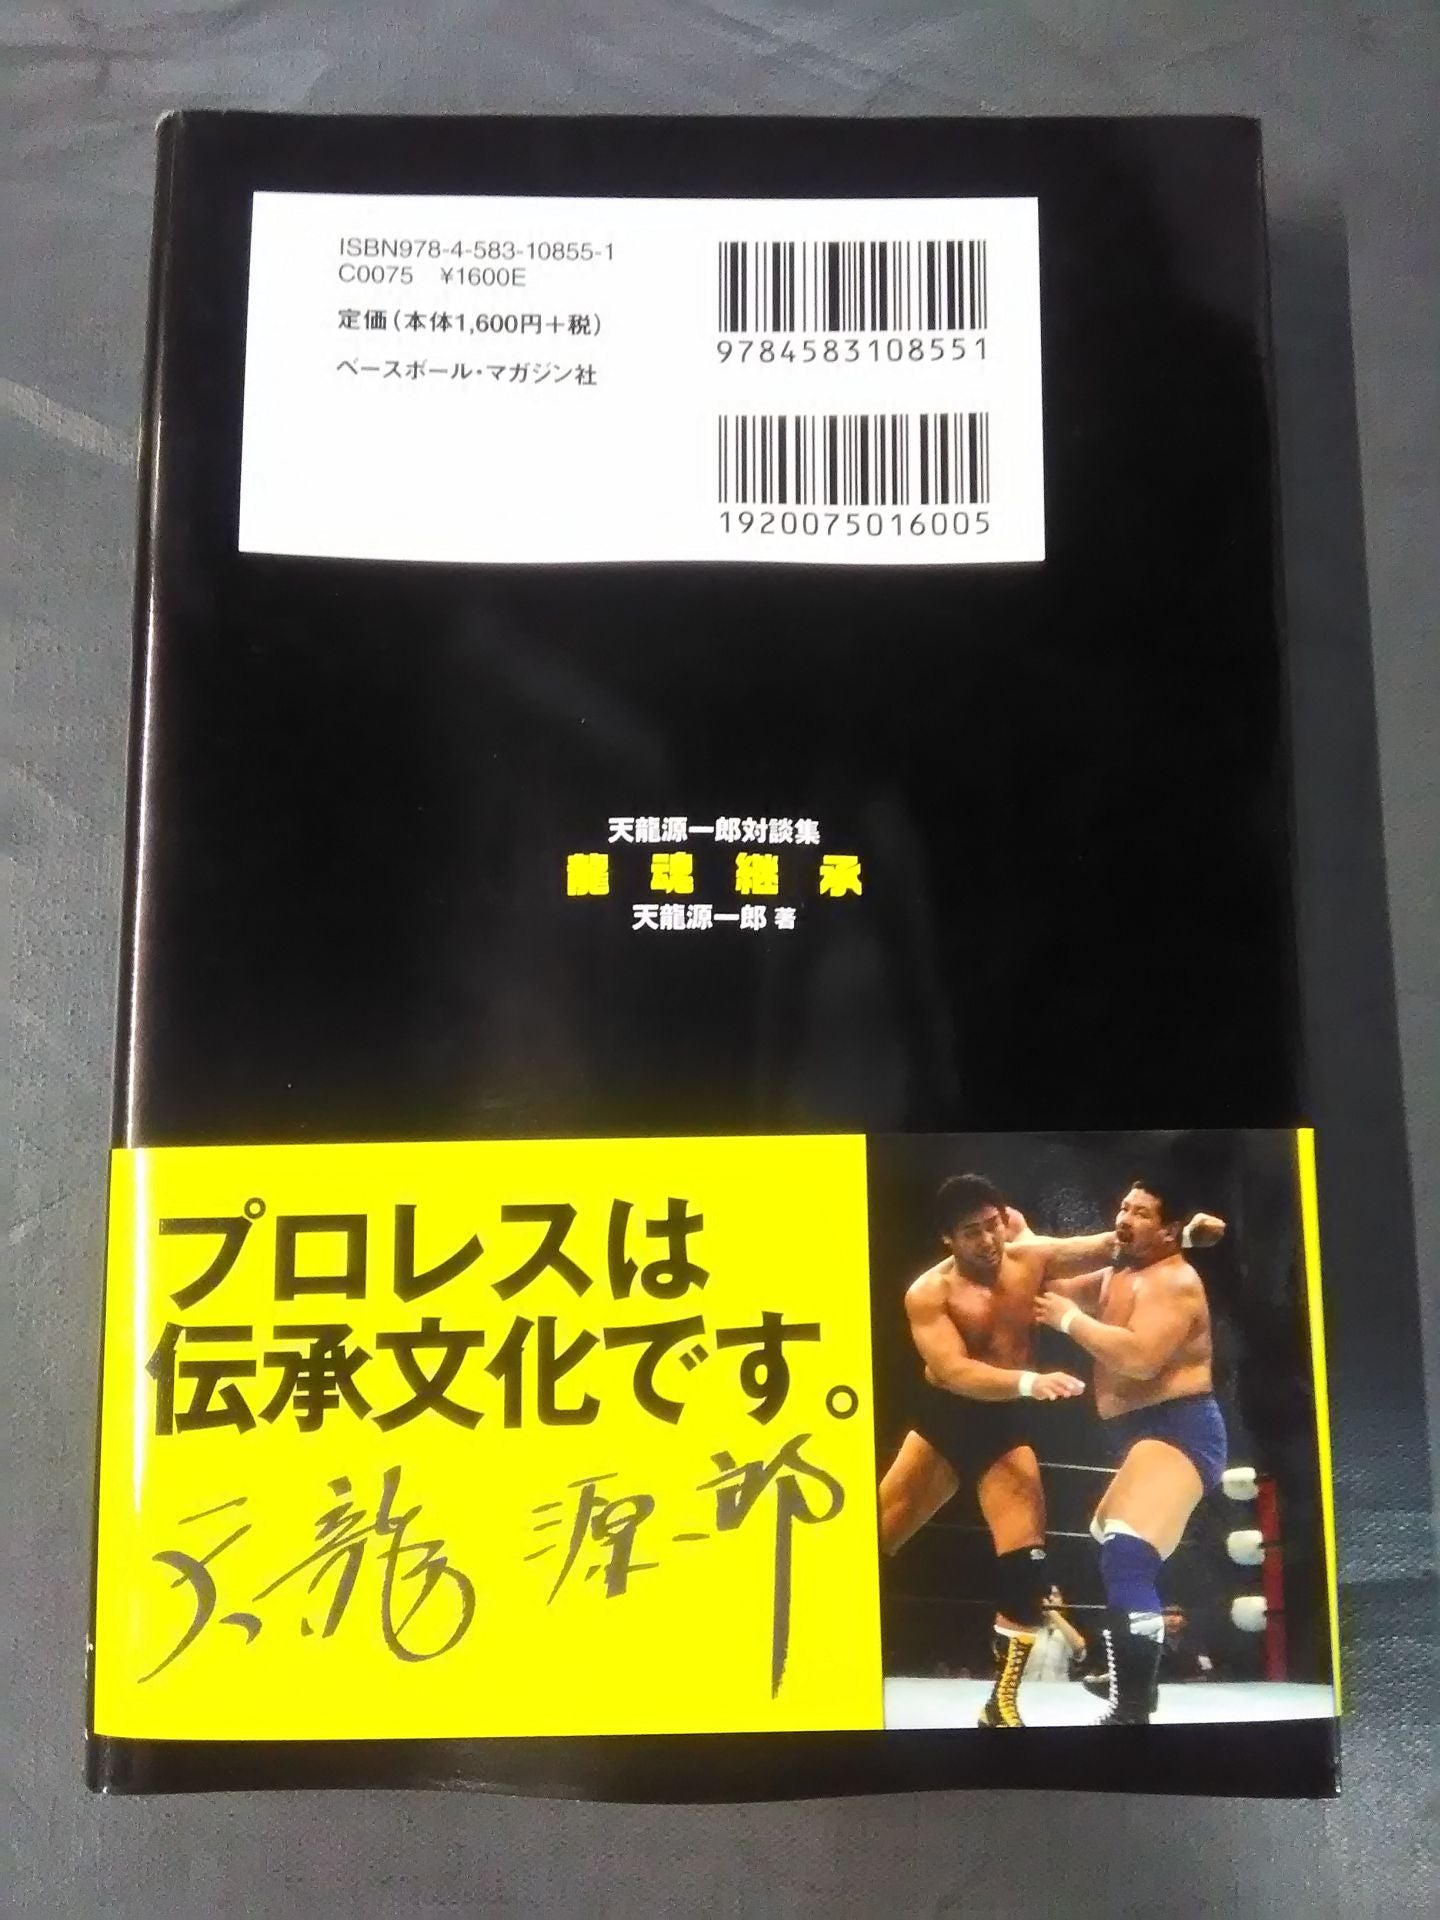 ISBN978-4-583-10855-1
C0075 ¥1600E
定価(本体1,600円+税)
ベースボール・マガジン社
9784583108551
1920075016005
天龍源一郎対談集
龍魂継承
天龍源一郎 著
プロレスは
伝承文化です。
天龍 源一郎